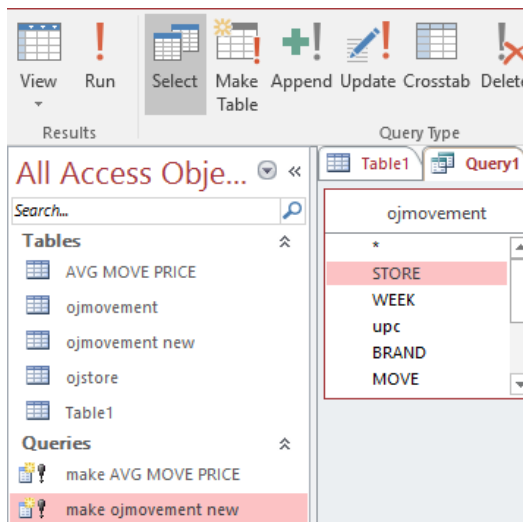 View Run Select Make Table Append Update Crosstab Delete
Results Query Type
All Access Obje...
Search...
Tables
AVG MOVE PRICE
ojmovement
ojmovement new
ojstore
Table1
Queries
make AVG MOVE PRICE
make ojmovement new
Table1 Query1
ojmovement
*
STORE
WEEK
upc
BRAND
MOVE